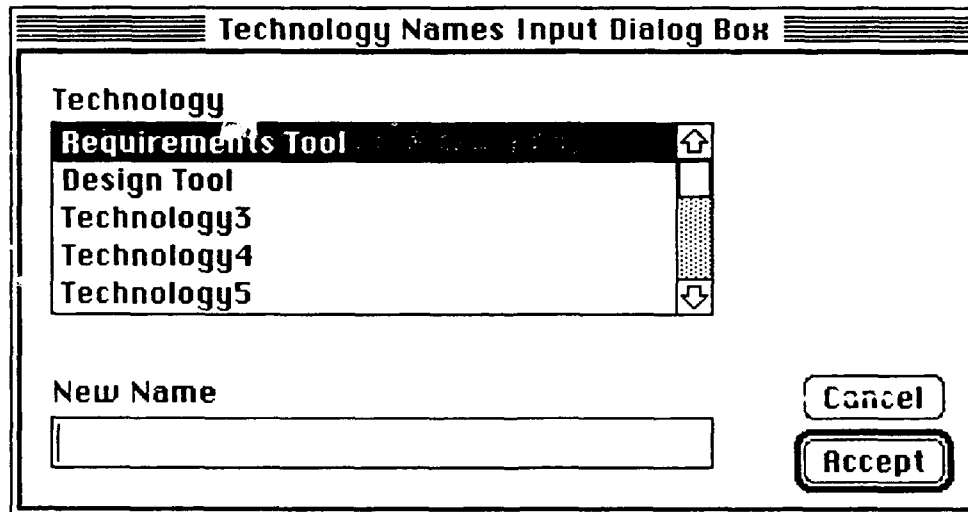 Technology Names Input Dialog Box
Technology
Requirements Tool
Design Tool
Technology3
Technology4
Technology5
New Name
Cancel
Accept